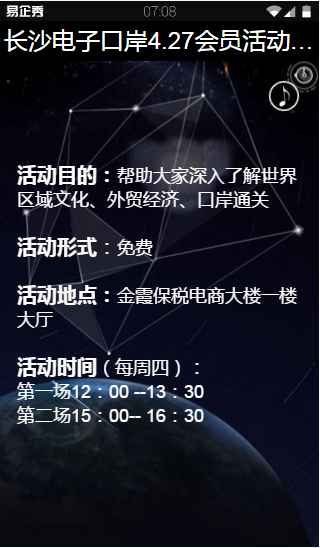 易企秀 07:08
长沙电子口岸4.27会员活动…
活动目的：帮助大家深入了解世界
区域文化、外贸经济、口岸通关
活动形式：免费
活动地点：金霞保税电商大楼一楼
大厅
活动时间（每周四）：
第一场12：00 --13：30
第二场15：00-- 16：30